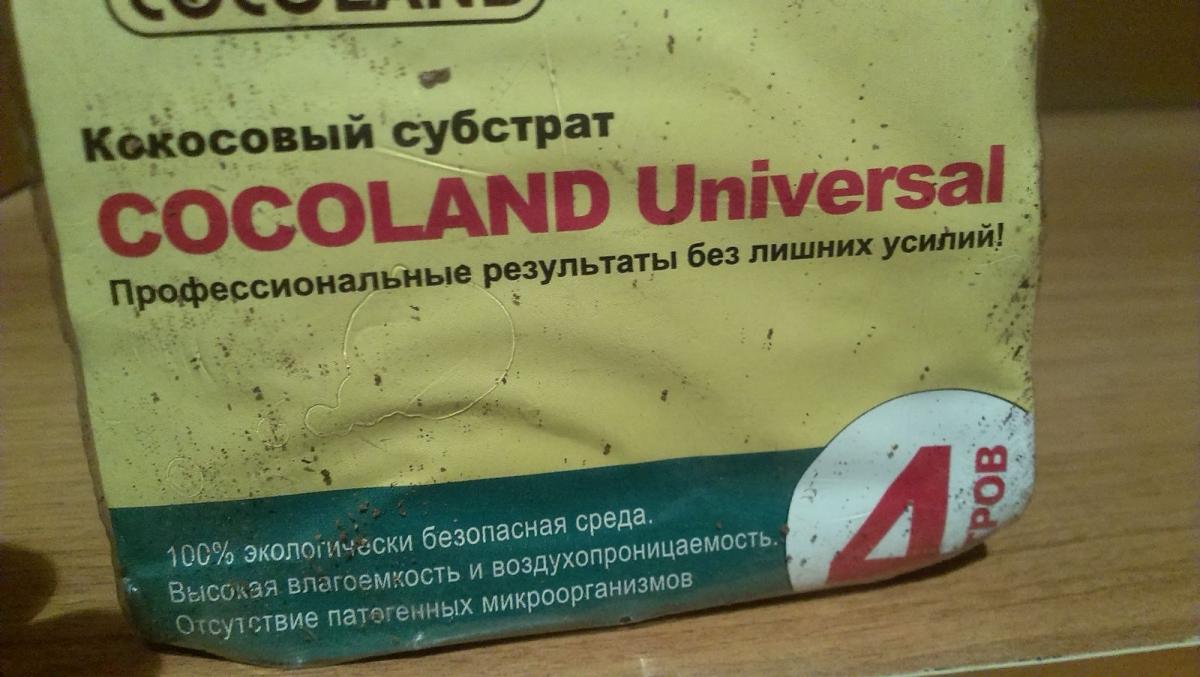 COCOLAND
Кокосовый субстрат
COCOLAND Universal
Профессиональные результаты без лишних усилий!
100% экологически безопасная среда.
Высокая влагоемкость и воздухопроницаемость.
Отсутствие патогенных микроорганизмов
4